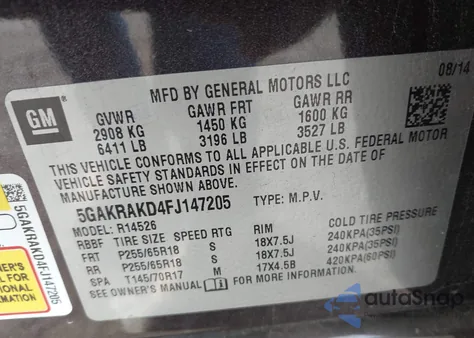 MFD BY GENERAL MOTORS LLC
08/14
GM
GVWR GAWR FRT GAWR RR
2908 KG 1450 KG 1600 KG
6411 LB 3196 LB 3527 LB
THIS VEHICLE CONFORMS TO ALL APPLICABLE U.S. FEDERAL MOTOR
VEHICLE SAFETY STANDARDS IN EFFECT ON THE DATE OF
MANUFACTURE SHOWN ABOVE.
5GAKRAKD4FJ147205 TYPE: M.P.V.
MODEL: R14526
RBBF TIRE SIZE SPEED RTG RIM COLD TIRE PRESSURE
FRT P255/65R18 S 18X7.5J 240KPA(35PSI)
RR P255/65R18 S 18X7.5J 240KPA(35PSI)
SPA T145/70R17 M 17X4.5B 420KPA(60PSI)
SEE OWNER'S MANUAL FOR ADDITIONAL INFORMATION
5GAKRAKD4FJ147205
autoSnap